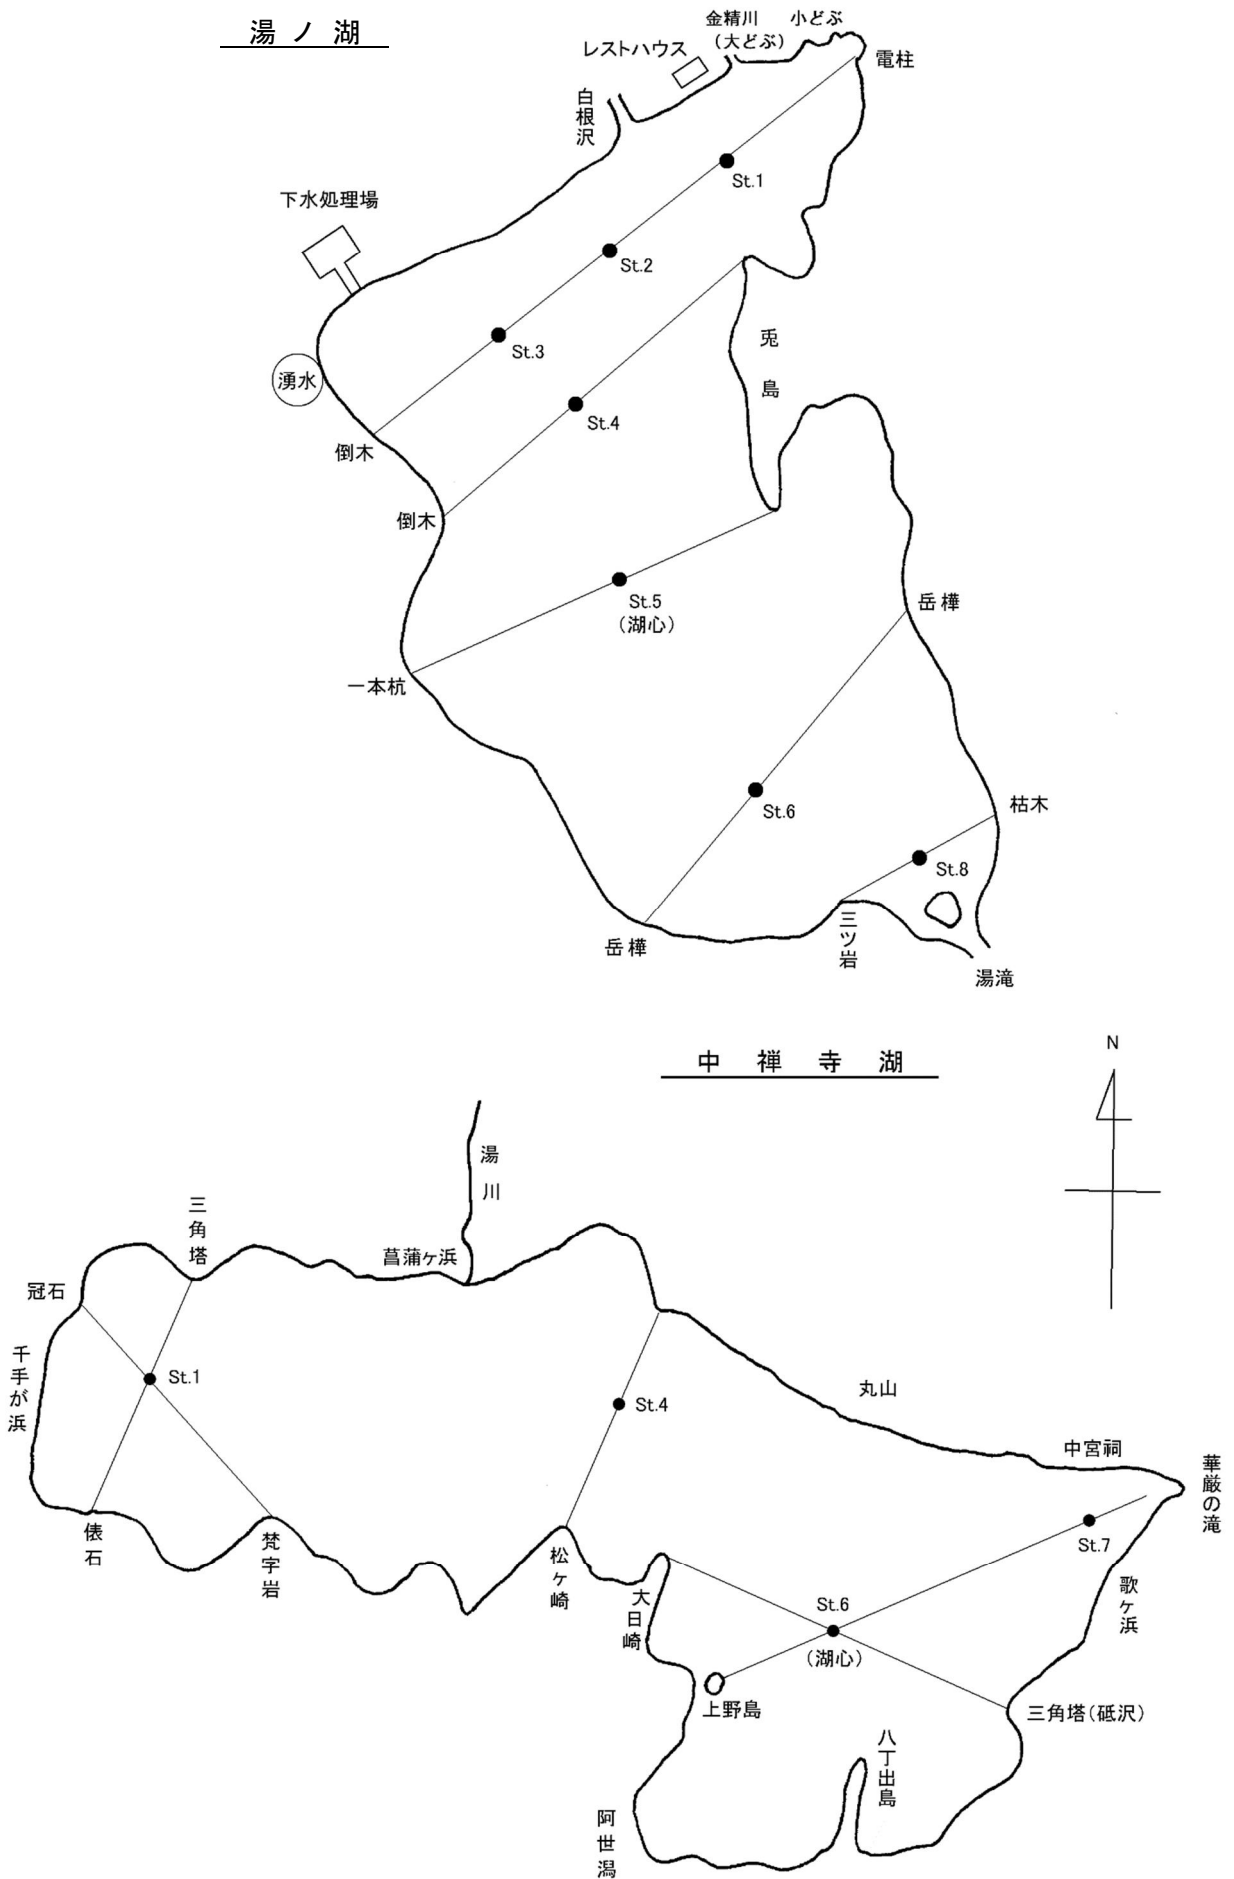 湯ノ湖
金精川
(大どぶ)
小どぶ
レストハウス
電柱
白根沢
St.1
下水処理場
St.2
St.3
兎島
湧水
St.4
倒木
倒木
St.5
(湖心)
岳樺
一本杭
St.6
枯木
St.8
岳樺
三ツ岩
湯滝
中禅寺湖
N
湯川
三角塔
菖蒲ヶ浜
冠石
千手が浜
St.1
St.4
丸山
中宮祠
華厳の滝
俵石
梵字岩
松ヶ崎
St.7
大日崎
St.6
(湖心)
歌ヶ浜
上野島
三角塔(砥沢)
八丁出島
阿世潟